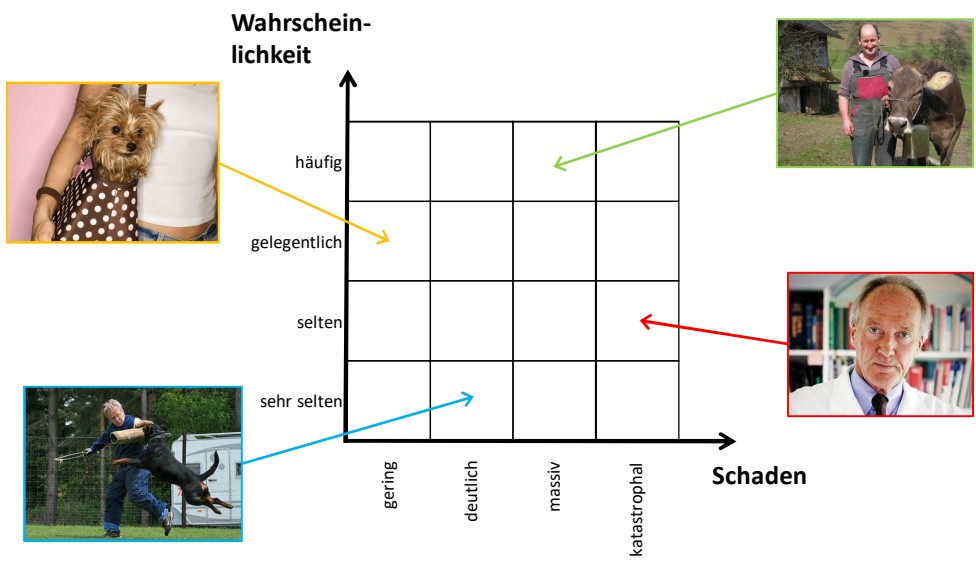 Wahrschein-
lichkeit
häufig
gelegentlich
selten
sehr selten
gering
deutlich
massiv
katastrophal
Schaden